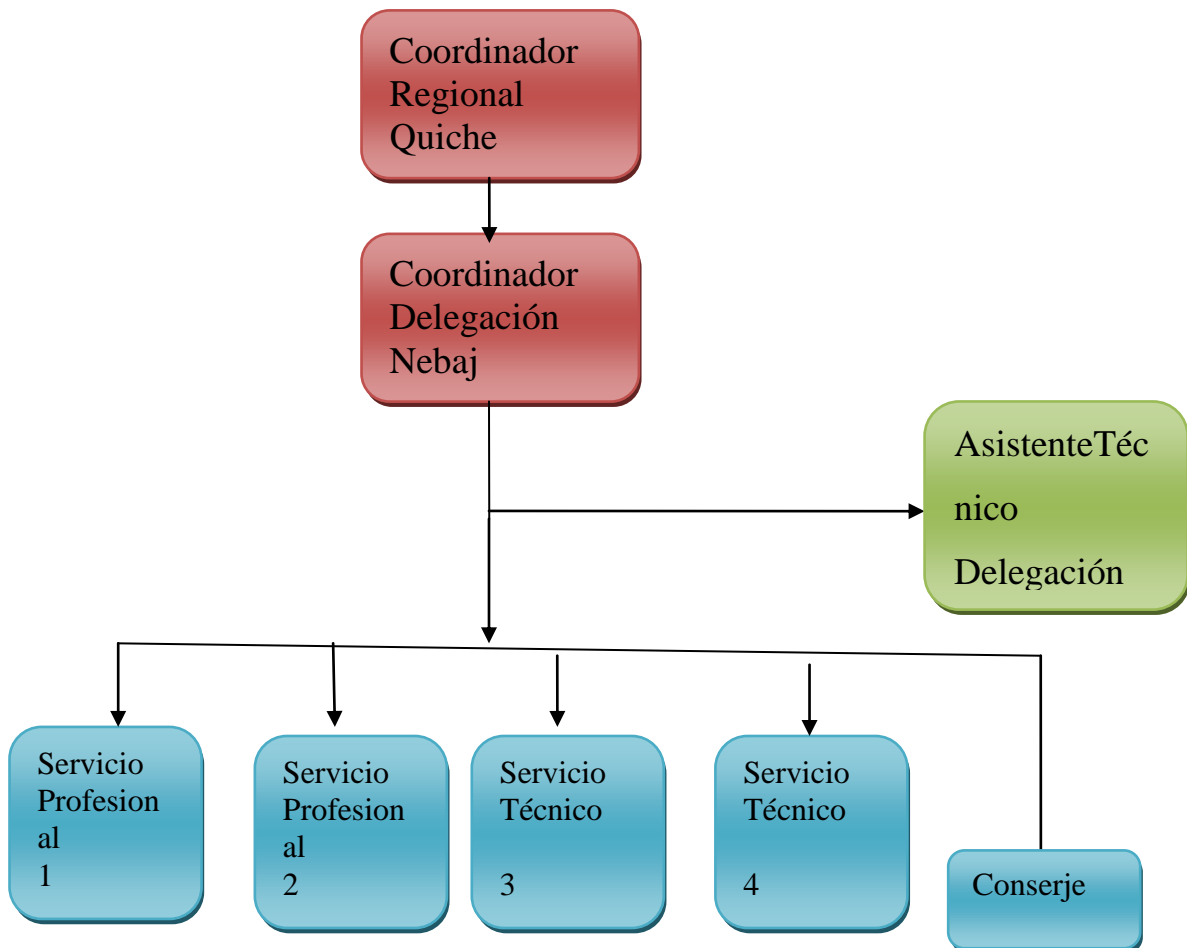 Coordinador
Regional
Quiche
Coordinador
Delegación
Nebaj
AsistenteTéc
nico
Delegación
Servicio
Profesion
al
1
Servicio
Profesion
al
2
Servicio
Técnico
3
Servicio
Técnico
4
Conserje